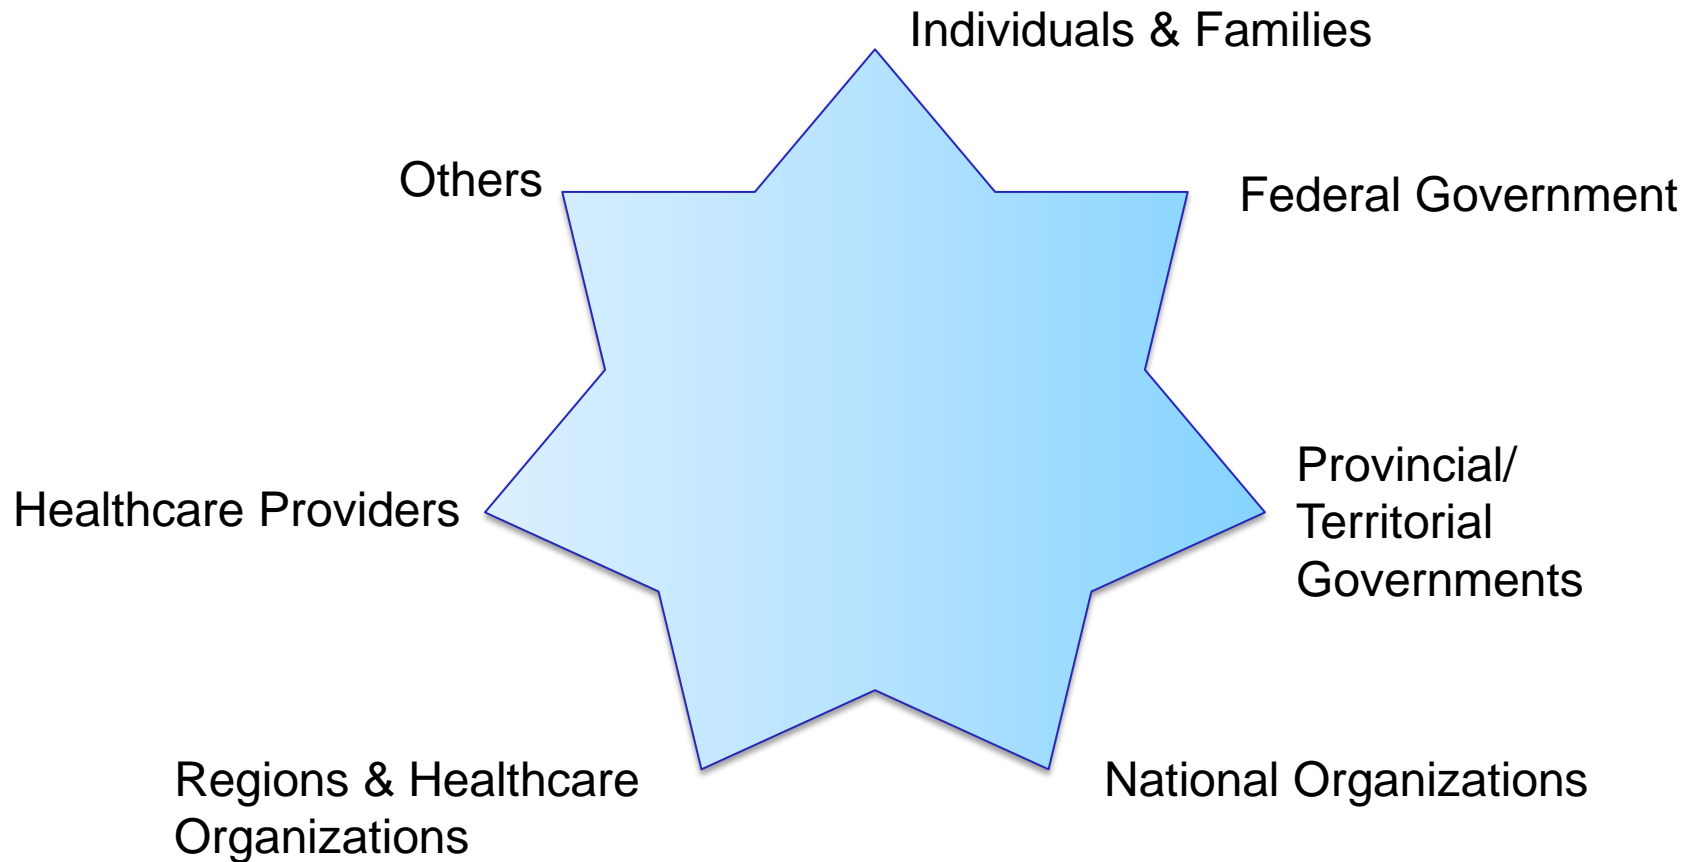 Individuals & Families
Others
Federal Government
Healthcare Providers
Provincial/
Territorial
Governments
Regions & Healthcare
Organizations
National Organizations